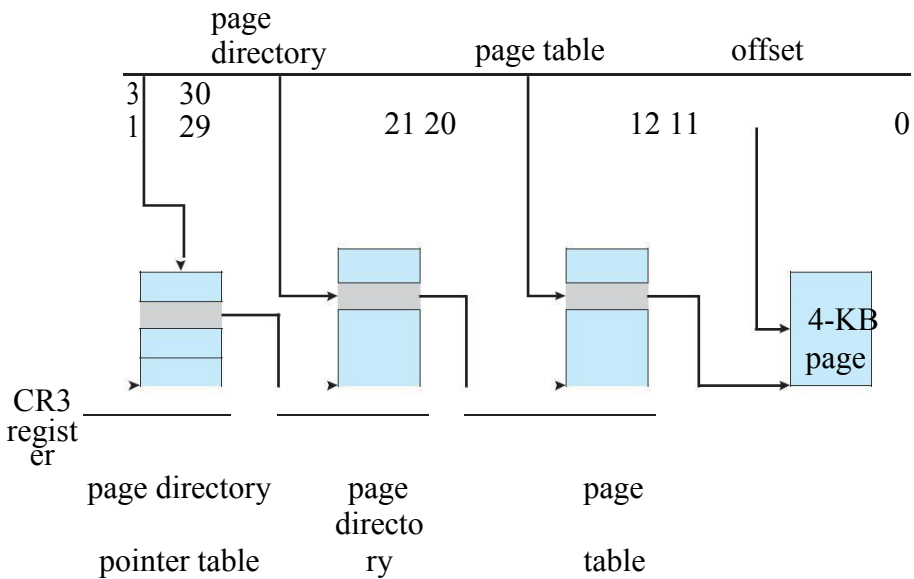 page
directory
page table
offset
3 30
1 29 21 20 12 11 0
4-KB
page
CR3
regist
er
page directory
pointer table
page
directo
ry
page
table